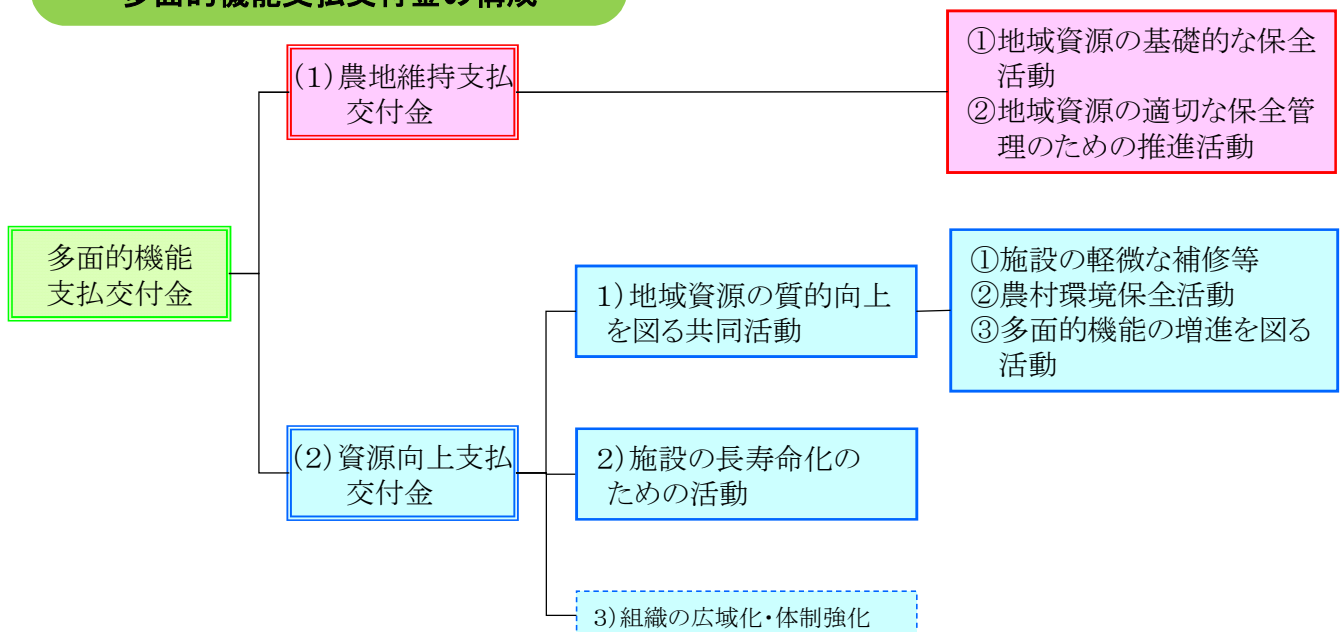 多面的機能支払交付金の構成
(1)農地維持支払
交付金
①地域資源の基礎的な保全
活動
②地域資源の適切な保全管
理のための推進活動
多面的機能
支払交付金
1)地域資源の質的向上
を図る共同活動
①施設の軽微な補修等
②農村環境保全活動
③多面的機能の増進を図る
活動
(2)資源向上支払
交付金
2)施設の長寿命化の
ための活動
3)組織の広域化・体制強化